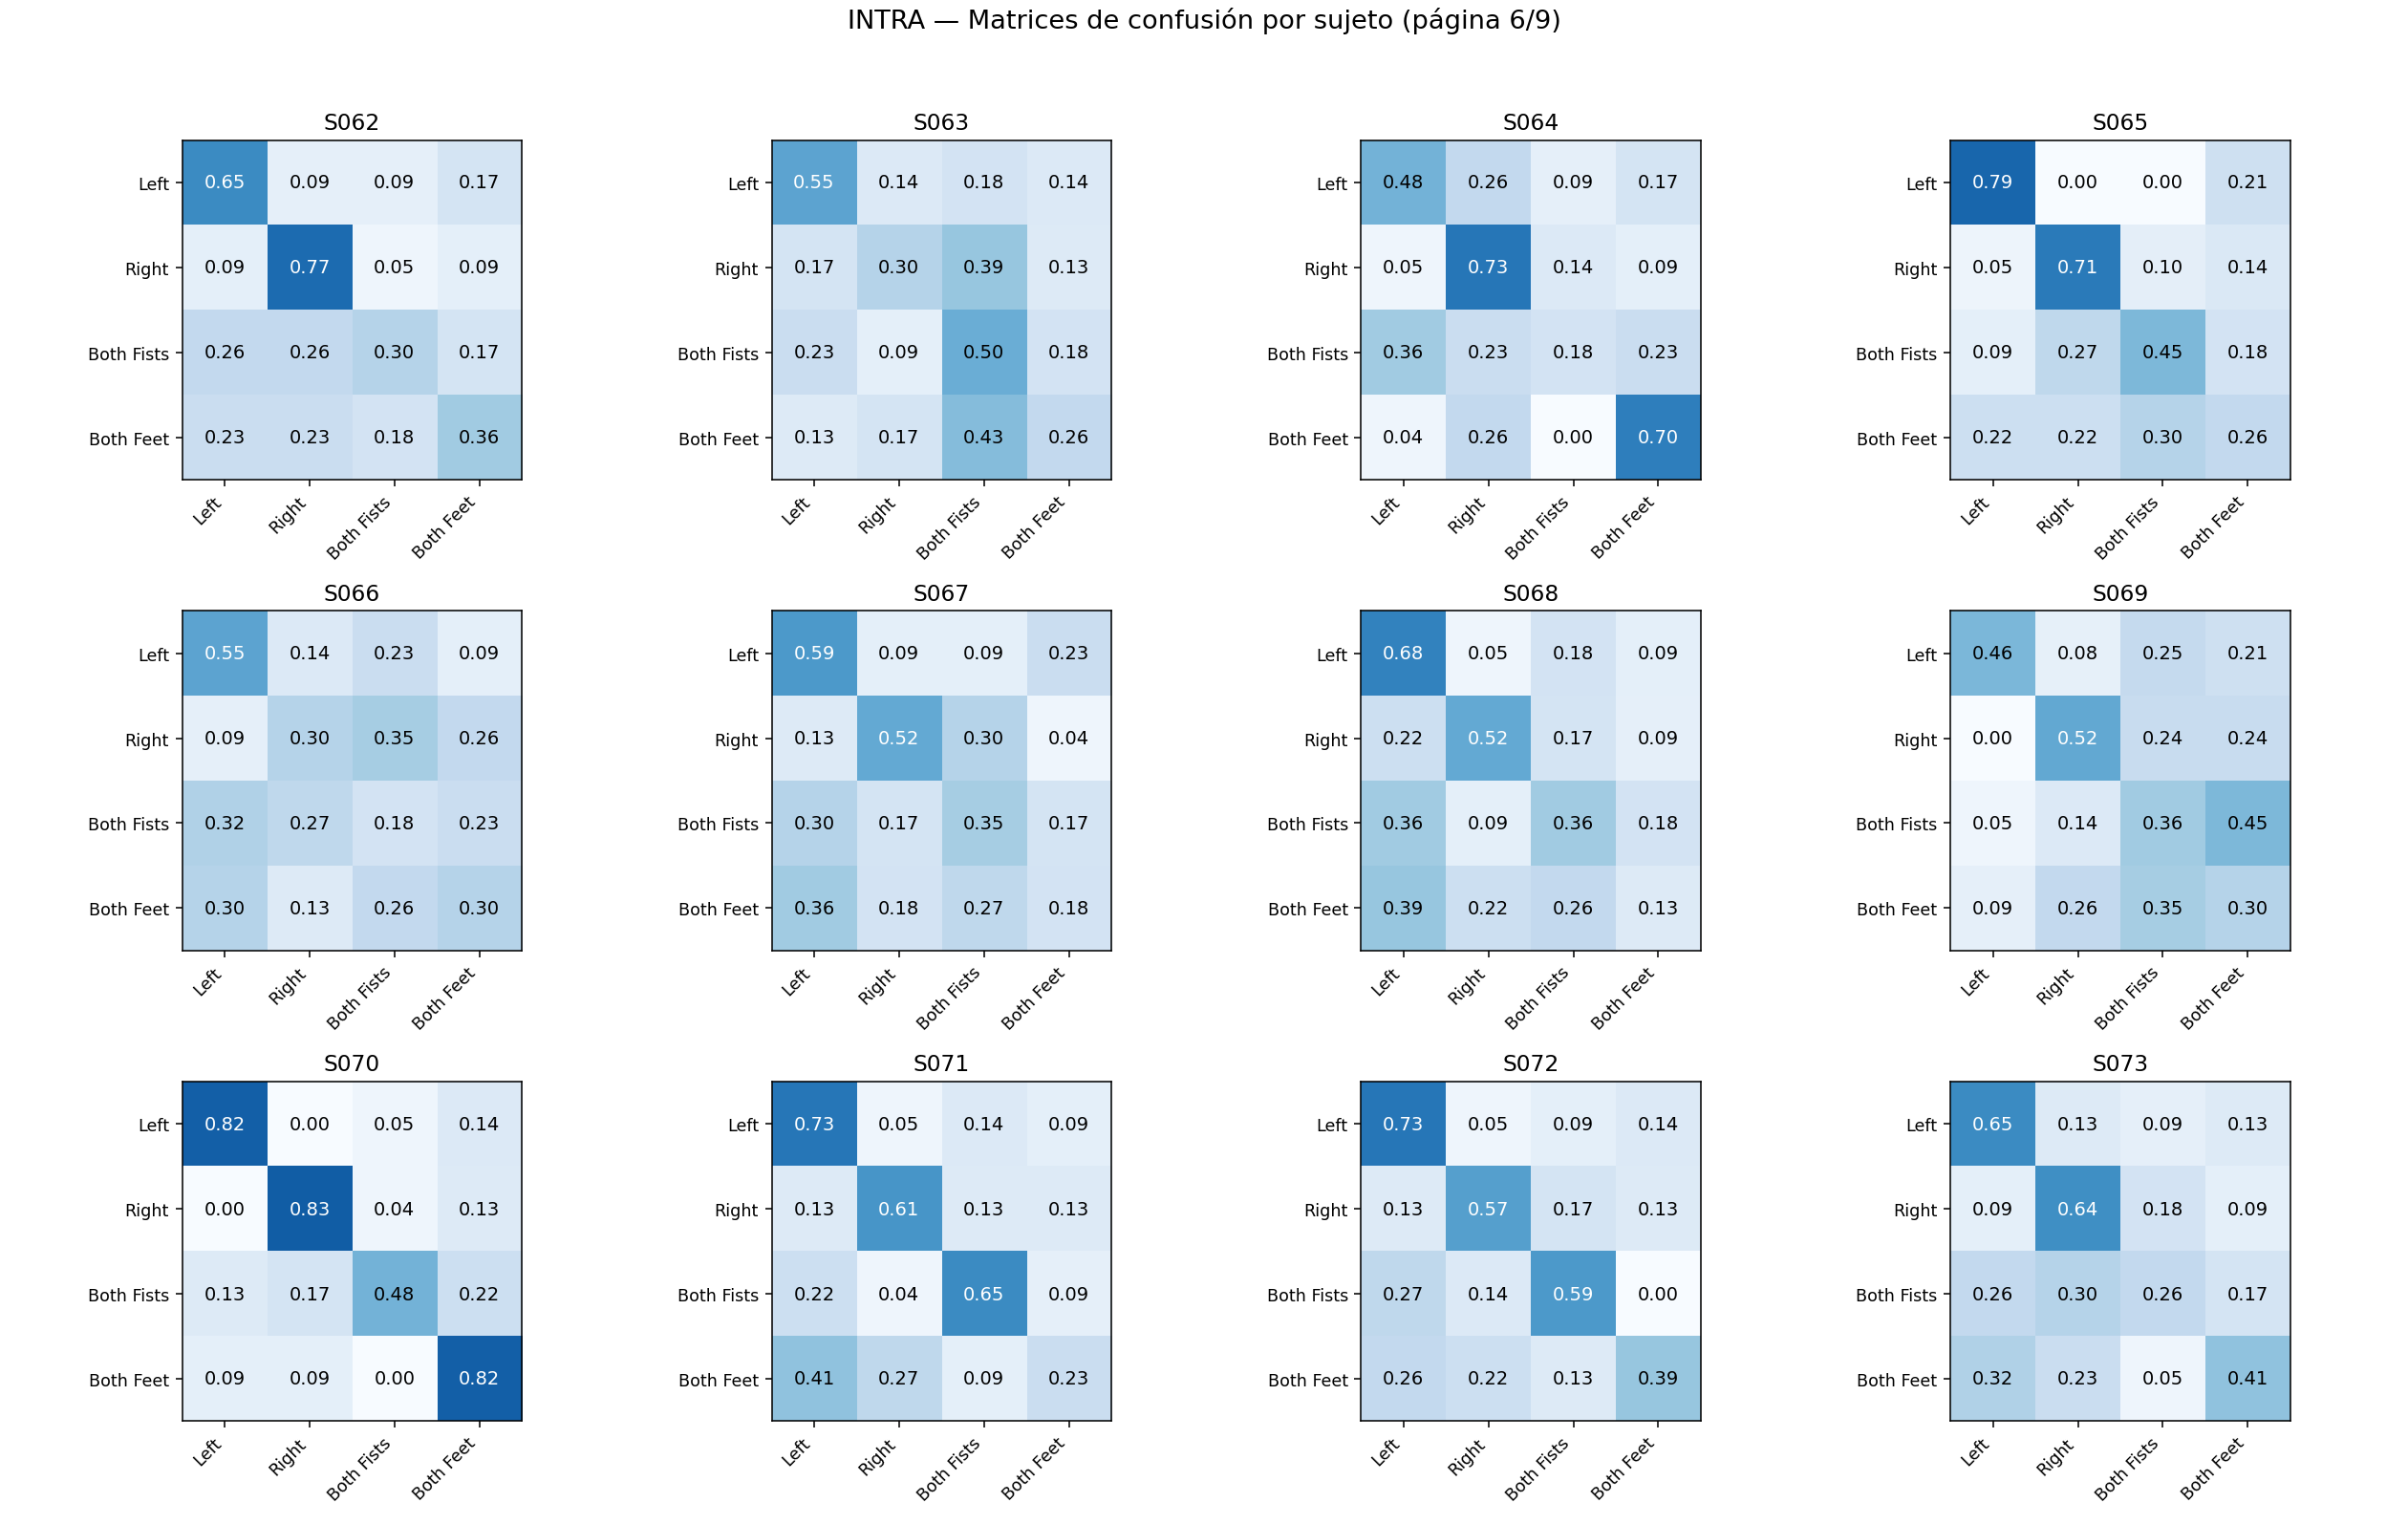 INTRA — Matrices de confusión por sujeto (página 6/9)
S062
Left 0.65 0.09 0.09 0.17
Right 0.09 0.77 0.05 0.09
Both Fists 0.26 0.26 0.30 0.17
Both Feet 0.23 0.23 0.18 0.36
Left Right Both Fists Both Feet
S063
Left 0.55 0.14 0.18 0.14
Right 0.17 0.30 0.39 0.13
Both Fists 0.23 0.09 0.50 0.18
Both Feet 0.13 0.17 0.43 0.26
Left Right Both Fists Both Feet
S064
Left 0.48 0.26 0.09 0.17
Right 0.05 0.73 0.14 0.09
Both Fists 0.36 0.23 0.18 0.23
Both Feet 0.04 0.26 0.00 0.70
Left Right Both Fists Both Feet
S065
Left 0.79 0.00 0.00 0.21
Right 0.05 0.71 0.10 0.14
Both Fists 0.09 0.27 0.45 0.18
Both Feet 0.22 0.22 0.30 0.26
Left Right Both Fists Both Feet
S066
Left 0.55 0.14 0.23 0.09
Right 0.09 0.30 0.35 0.26
Both Fists 0.32 0.27 0.18 0.23
Both Feet 0.30 0.13 0.26 0.30
Left Right Both Fists Both Feet
S067
Left 0.59 0.09 0.09 0.23
Right 0.13 0.52 0.30 0.04
Both Fists 0.30 0.17 0.35 0.17
Both Feet 0.36 0.18 0.27 0.18
Left Right Both Fists Both Feet
S068
Left 0.68 0.05 0.18 0.09
Right 0.22 0.52 0.17 0.09
Both Fists 0.36 0.09 0.36 0.18
Both Feet 0.39 0.22 0.26 0.13
Left Right Both Fists Both Feet
S069
Left 0.46 0.08 0.25 0.21
Right 0.00 0.52 0.24 0.24
Both Fists 0.05 0.14 0.36 0.45
Both Feet 0.09 0.26 0.35 0.30
Left Right Both Fists Both Feet
S070
Left 0.82 0.00 0.05 0.14
Right 0.00 0.83 0.04 0.13
Both Fists 0.13 0.17 0.48 0.22
Both Feet 0.09 0.09 0.00 0.82
Left Right Both Fists Both Feet
S071
Left 0.73 0.05 0.14 0.09
Right 0.13 0.61 0.13 0.13
Both Fists 0.22 0.04 0.65 0.09
Both Feet 0.41 0.27 0.09 0.23
Left Right Both Fists Both Feet
S072
Left 0.73 0.05 0.09 0.14
Right 0.13 0.57 0.17 0.13
Both Fists 0.27 0.14 0.59 0.00
Both Feet 0.26 0.22 0.13 0.39
Left Right Both Fists Both Feet
S073
Left 0.65 0.13 0.09 0.13
Right 0.09 0.64 0.18 0.09
Both Fists 0.26 0.30 0.26 0.17
Both Feet 0.32 0.23 0.05 0.41
Left Right Both Fists Both Feet